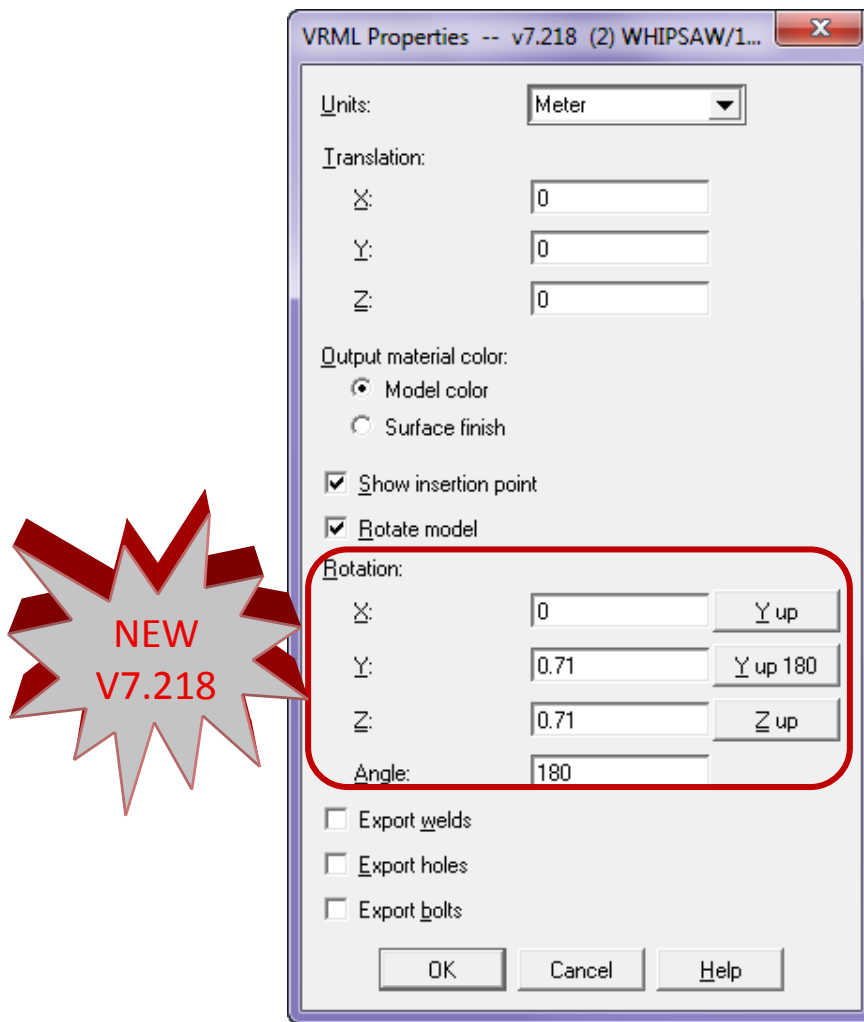 VRML Properties -- v7.218 (2) WHIPSAW/1...
Units: Meter
Translation:
X: 0
Y: 0
Z: 0
Output material color:
Model color
Surface finish
Show insertion point
Rotate model
Rotation:
X: 0 Y up
Y: 0.71 Y up 180
Z: 0.71 Z up
Angle: 180
Export welds
Export holes
Export bolts
OK Cancel Help
NEW
V7.218